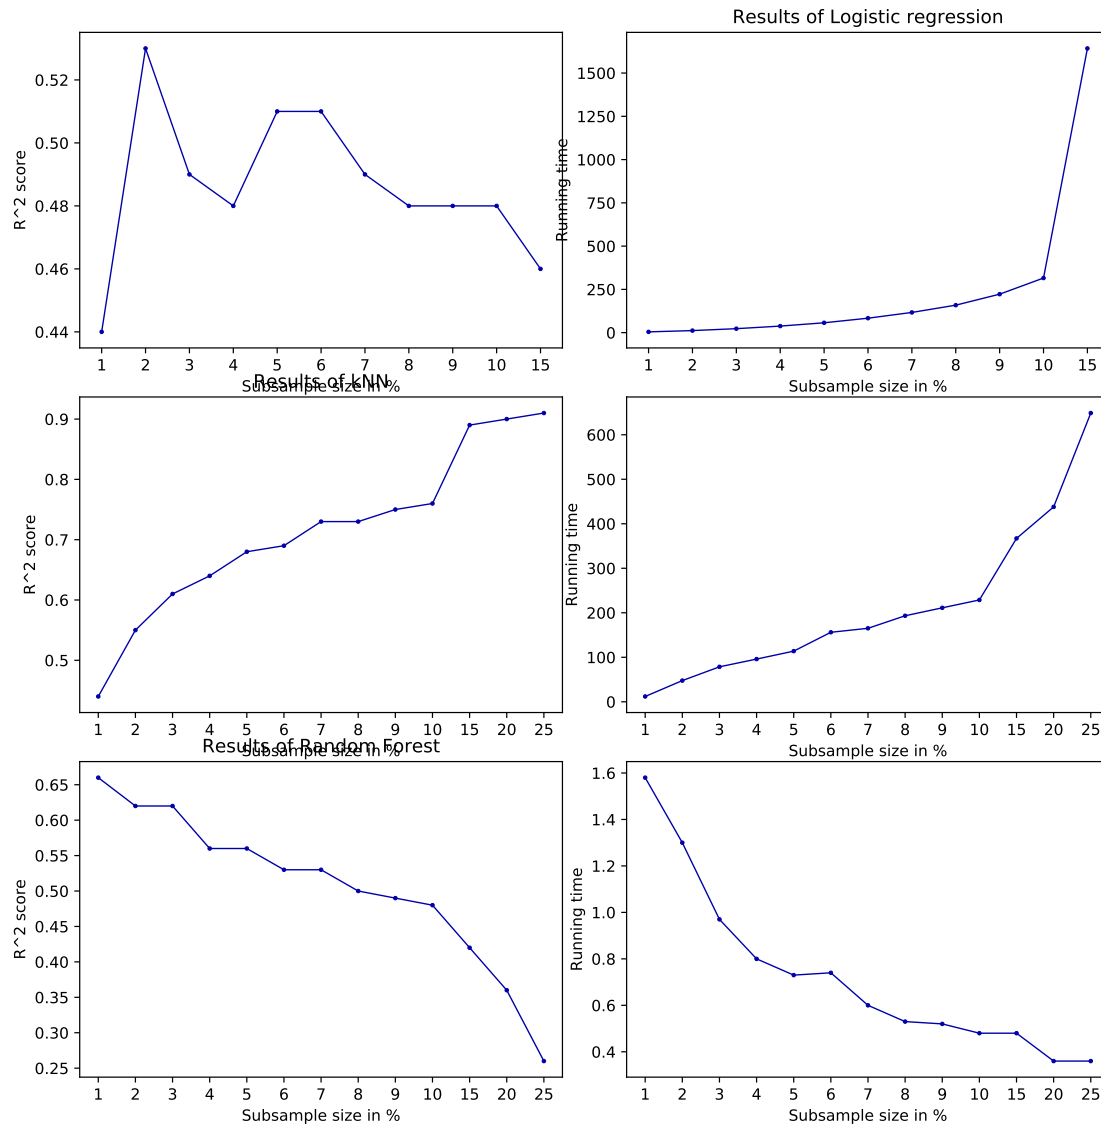 Results of Logistic regression
R^2 score
0.52
0.50
0.48
0.46
0.44
1 2 3 4 5 6 7 8 9 10 15
Subsample size in %
Running time
1500
1250
1000
750
500
250
0
1 2 3 4 5 6 7 8 9 10 15
Subsample size in %
Results of kNN
R^2 score
0.9
0.8
0.7
0.6
0.5
1 2 3 4 5 6 7 8 9 10 15 20 25
Subsample size in %
Running time
600
500
400
300
200
100
0
1 2 3 4 5 6 7 8 9 10 15 20 25
Subsample size in %
Results of Random Forest
R^2 score
0.65
0.60
0.55
0.50
0.45
0.40
0.35
0.30
0.25
1 2 3 4 5 6 7 8 9 10 15 20 25
Subsample size in %
Running time
1.6
1.4
1.2
1.0
0.8
0.6
0.4
1 2 3 4 5 6 7 8 9 10 15 20 25
Subsample size in %